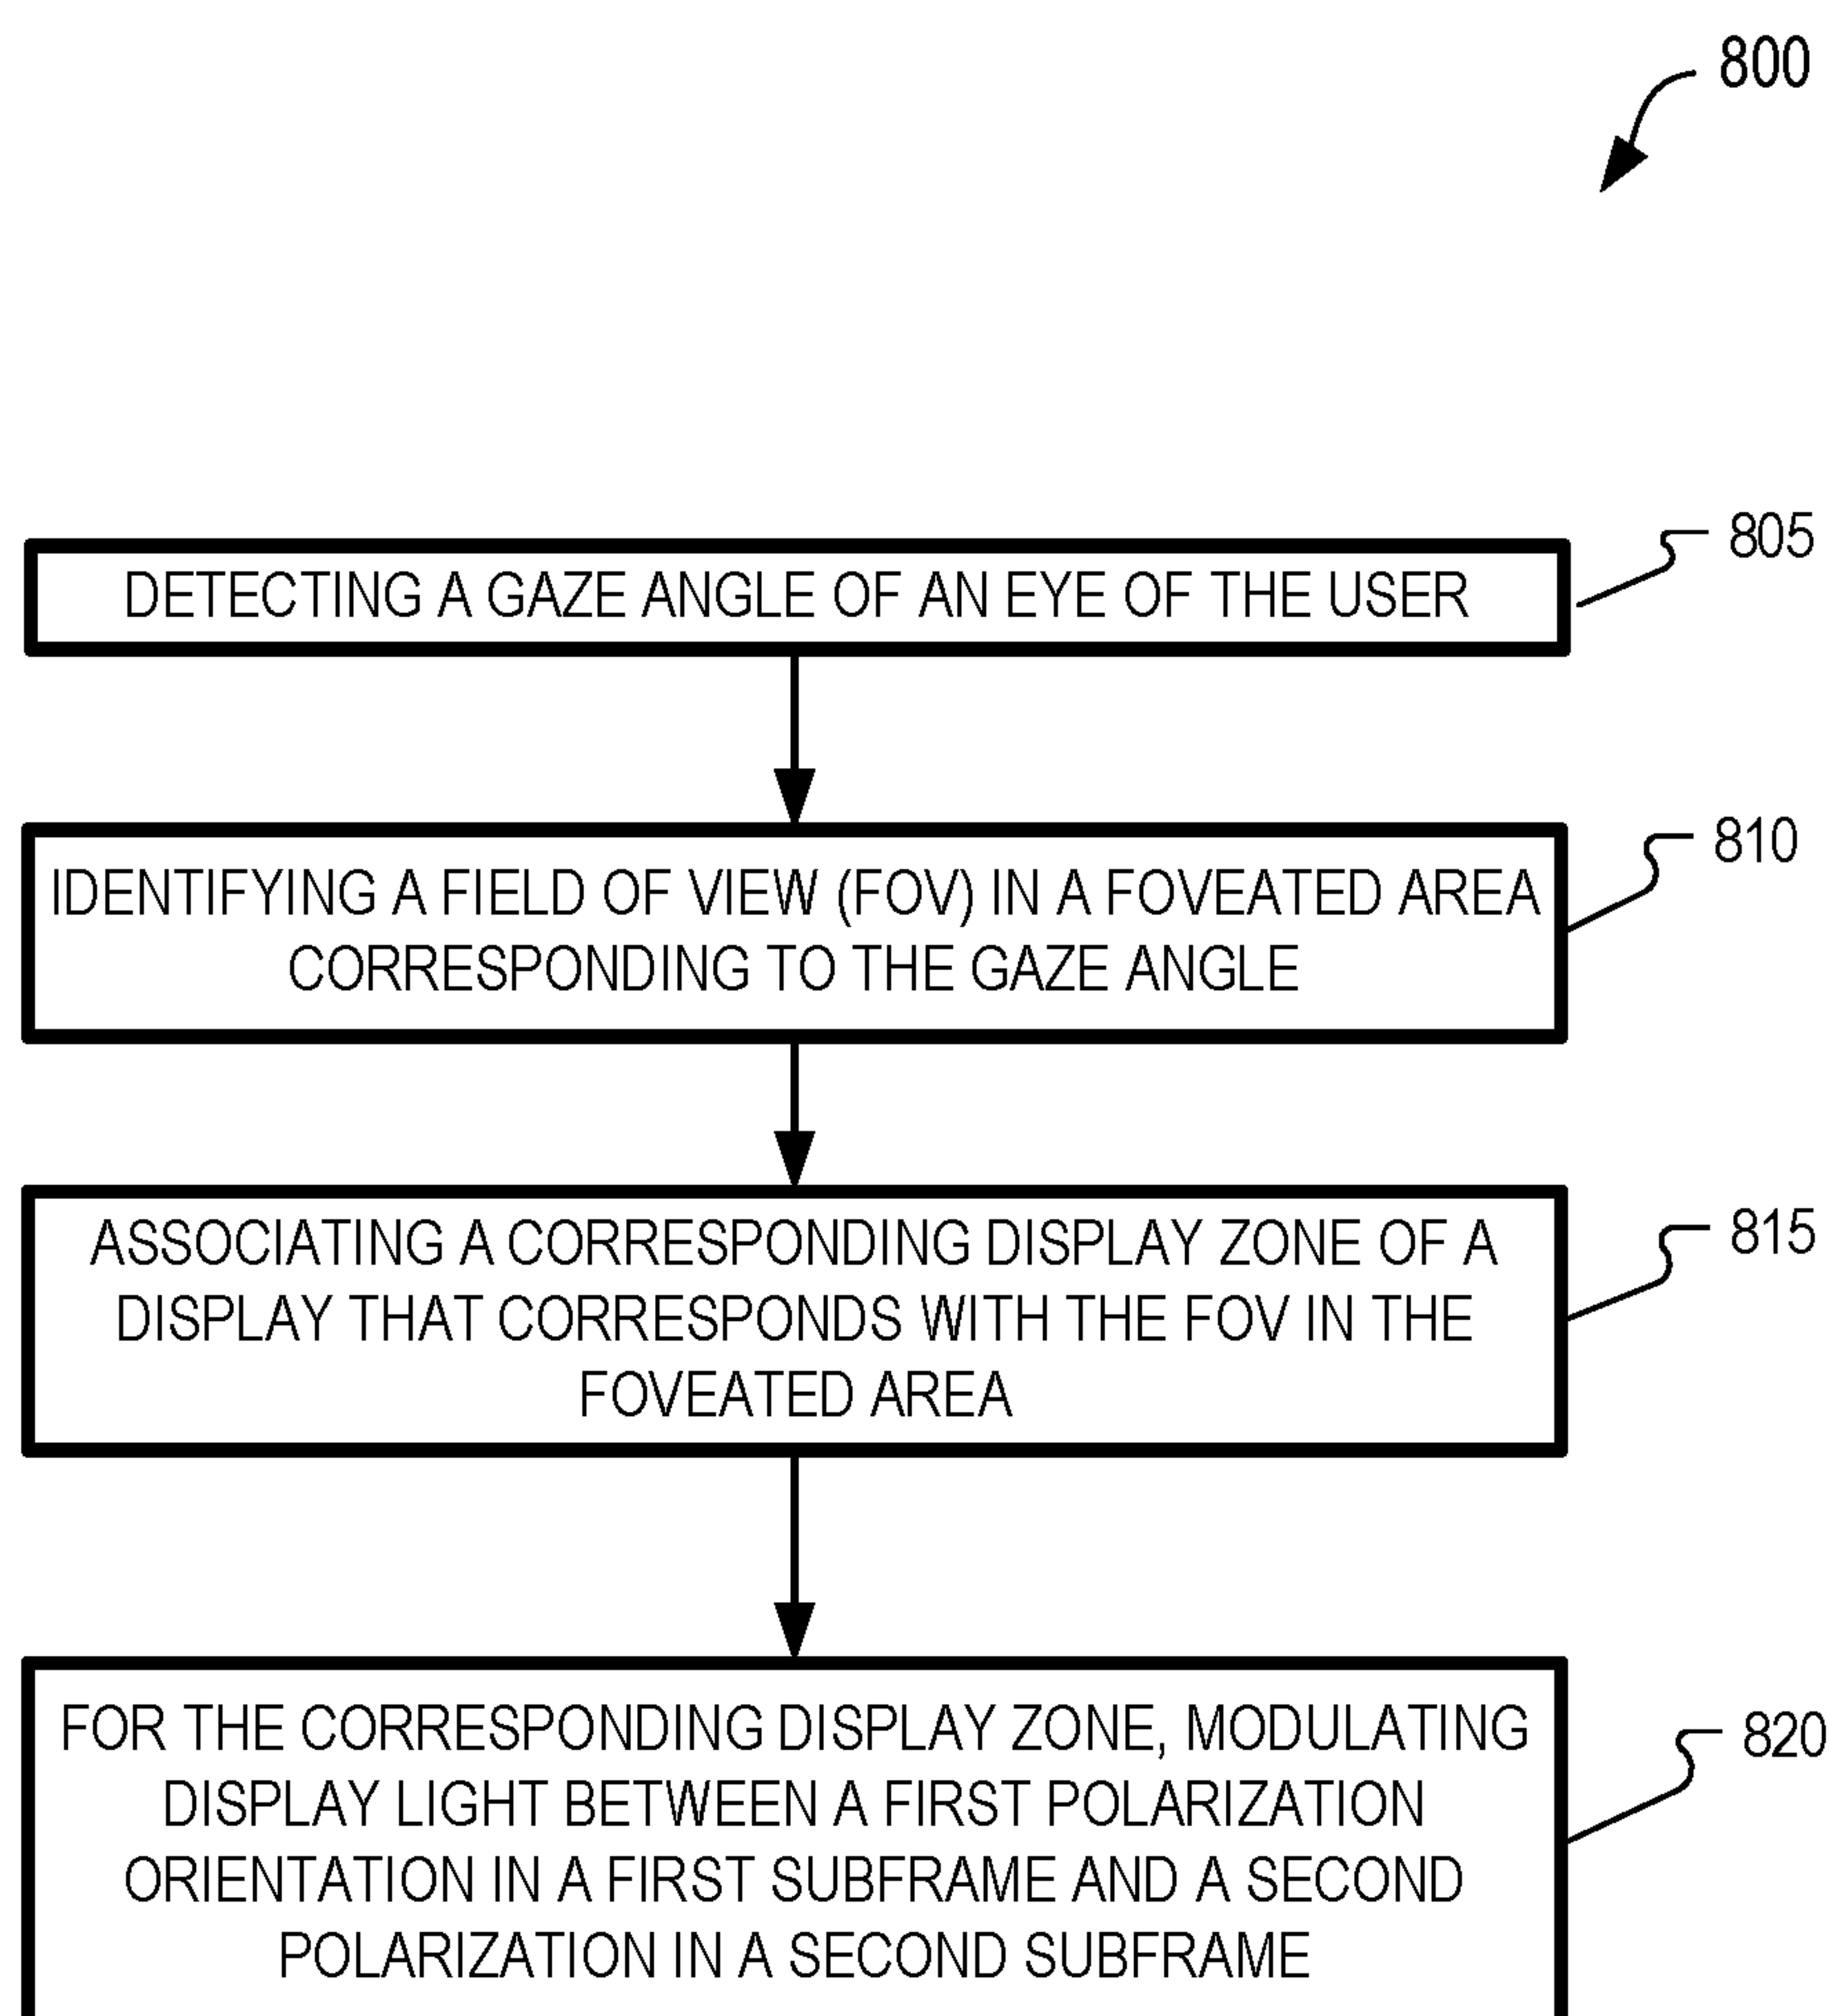 800
805
DETECTING A GAZE ANGLE OF AN EYE OF THE USER
810
IDENTIFYING A FIELD OF VIEW (FOV) IN A FOVEATED AREA
CORRESPONDING TO THE GAZE ANGLE
815
ASSOCIATING A CORRESPONDING DISPLAY ZONE OF A
DISPLAY THAT CORRESPONDS WITH THE FOV IN THE
FOVEATED AREA
820
FOR THE CORRESPONDING DISPLAY ZONE, MODULATING
DISPLAY LIGHT BETWEEN A FIRST POLARIZATION
ORIENTATION IN A FIRST SUBFRAME AND A SECOND
POLARIZATION IN A SECOND SUBFRAME